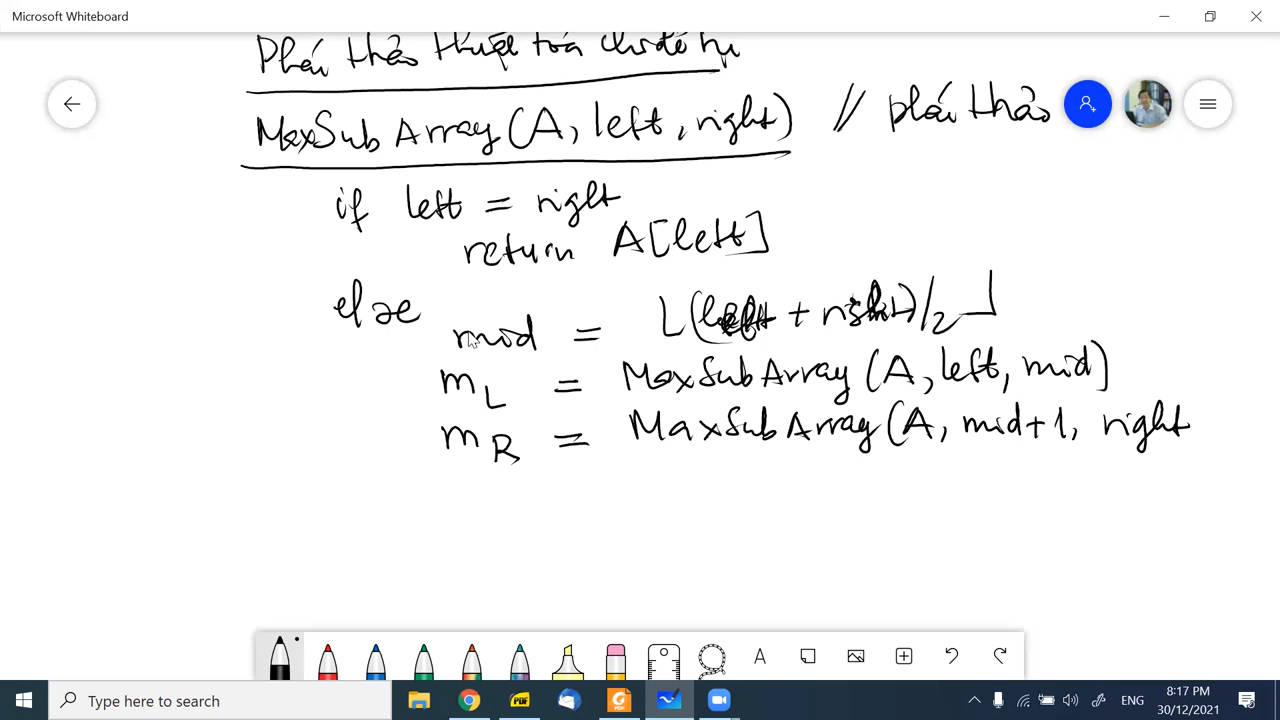 Microsoft Whiteboard
Phác thảo thuật toán chia để trị
MaxSubArray(A, left, right) // phác thảo
if left = right
return A[left]
else
mid = ⌊(left + right)/2⌋
m_L = MaxSubArray(A, left, mid)
m_R = MaxSubArray(A, mid+1, right
Type here to search
ENG
8:17 PM
30/12/2021